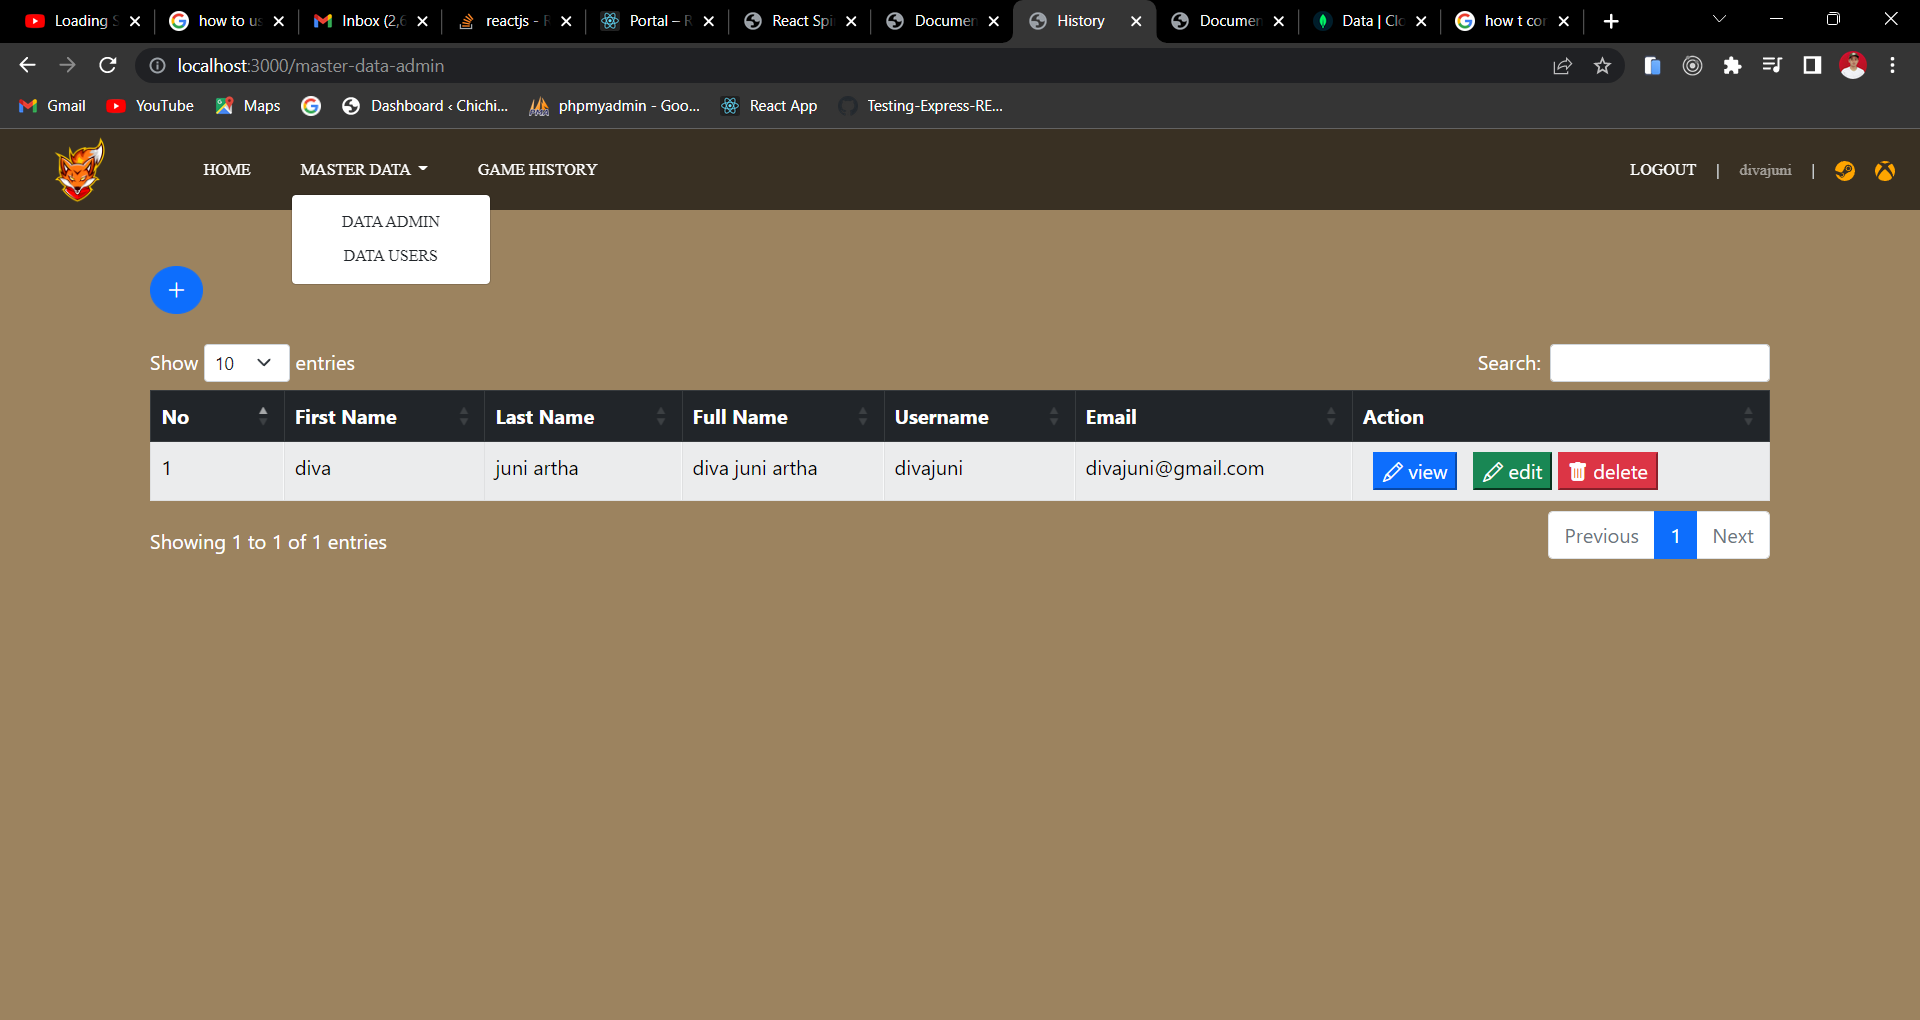 Loading S
how to us
Inbox (2,6
reactjs - R
Portal – R
React Spi
Documen
History
Documen
Data | Clo
how t con
localhost:3000/master-data-admin
Gmail
YouTube
Maps
Dashboard ‹ Chichi...
phpmyadmin - Goo...
React App
Testing-Express-RE...
HOME
MASTER DATA
GAME HISTORY
LOGOUT | divajuni |
DATA ADMIN
DATA USERS
+
Show 10 entries
Search:
No First Name Last Name Full Name Username Email Action
1 diva juni artha diva juni artha divajuni divajuni@gmail.com view edit delete
Showing 1 to 1 of 1 entries
Previous 1 Next